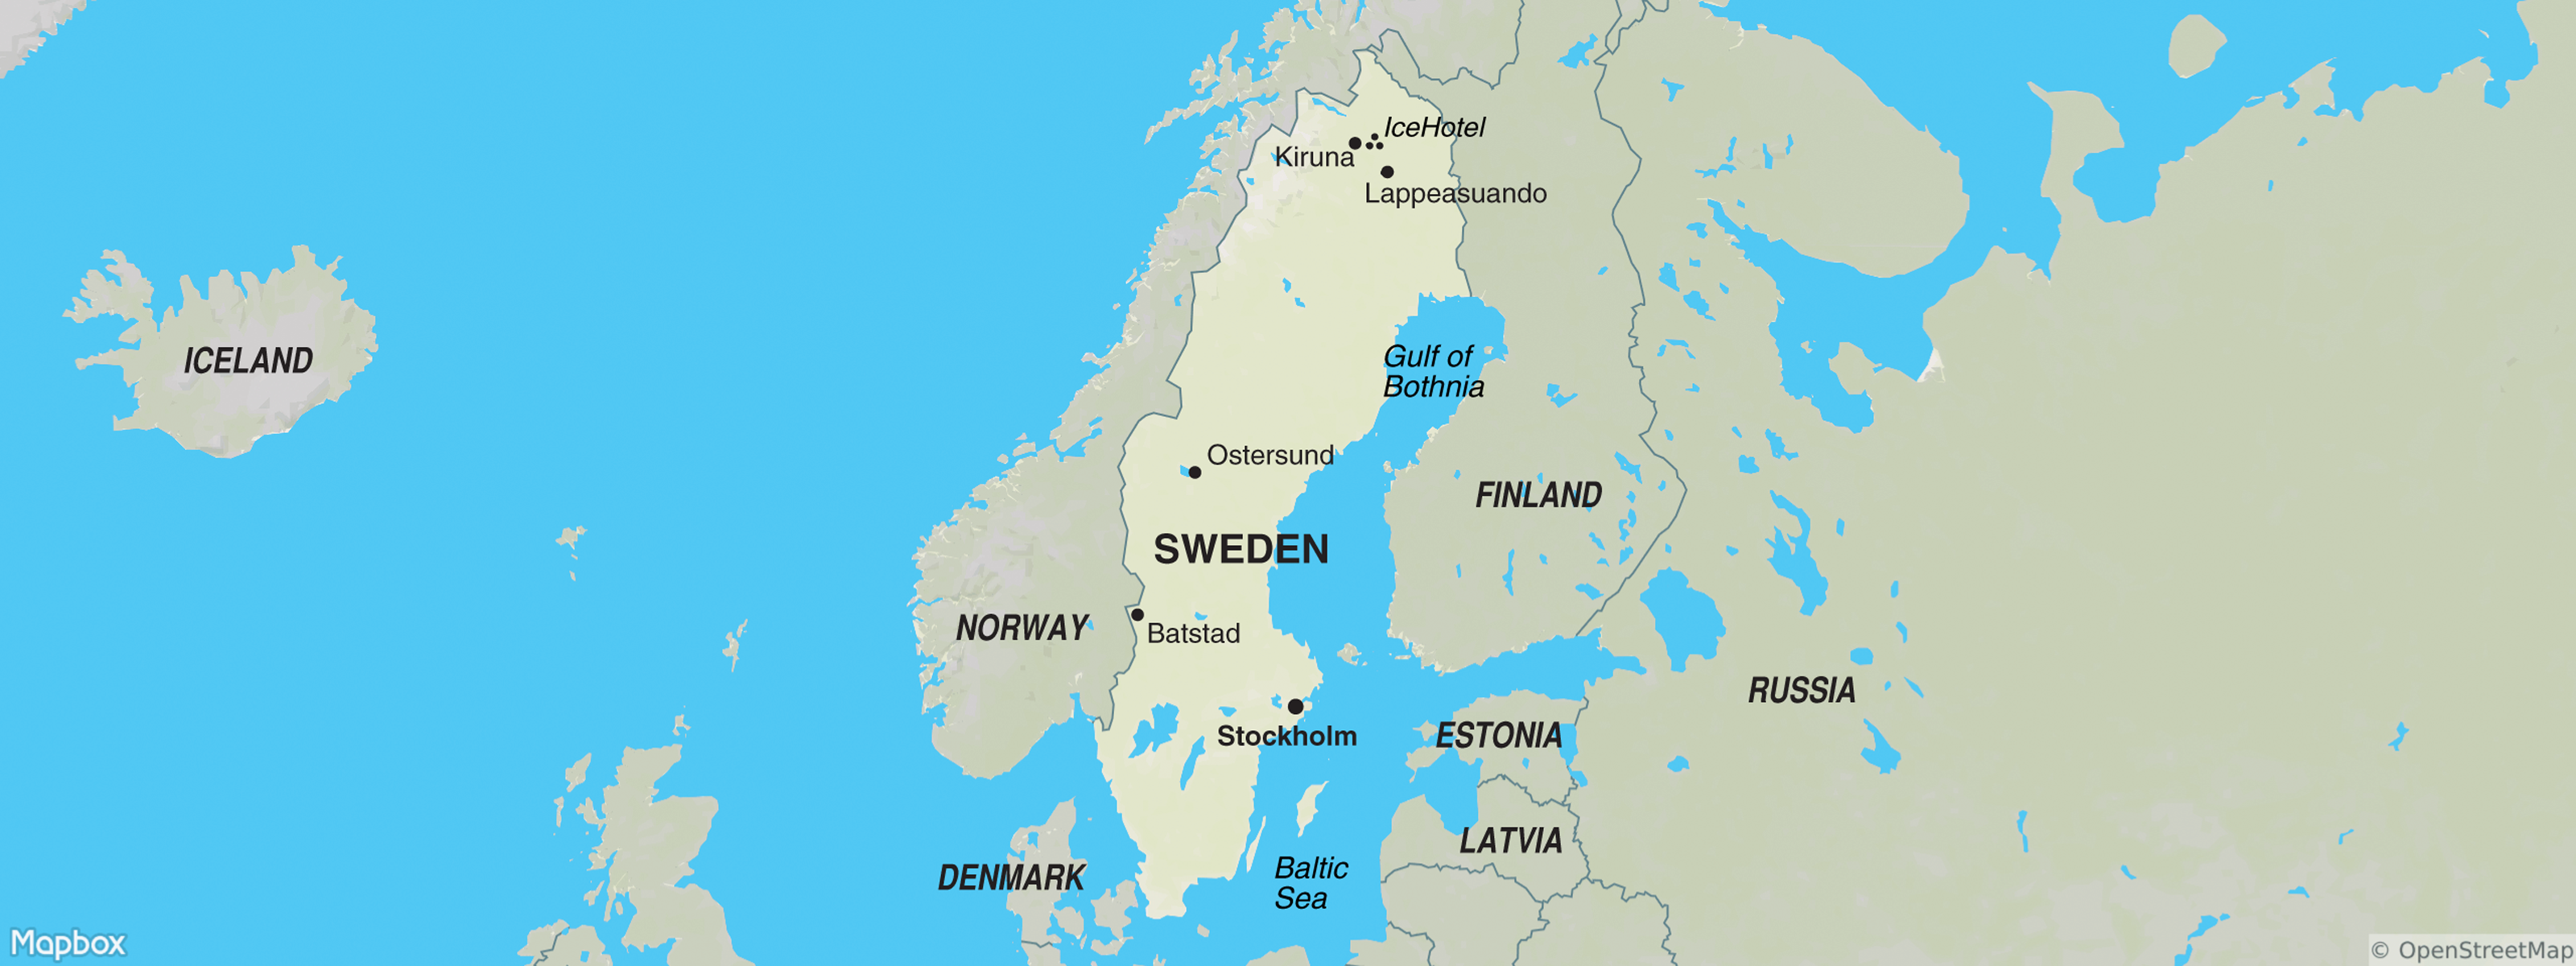 IceHotel
Kiruna
Lappeasuando
ICELAND
Gulf of
Bothnia
Ostersund
FINLAND
SWEDEN
NORWAY
Batstad
RUSSIA
Stockholm
ESTONIA
LATVIA
DENMARK
Baltic
Sea
Mapbox
© OpenStreetMap